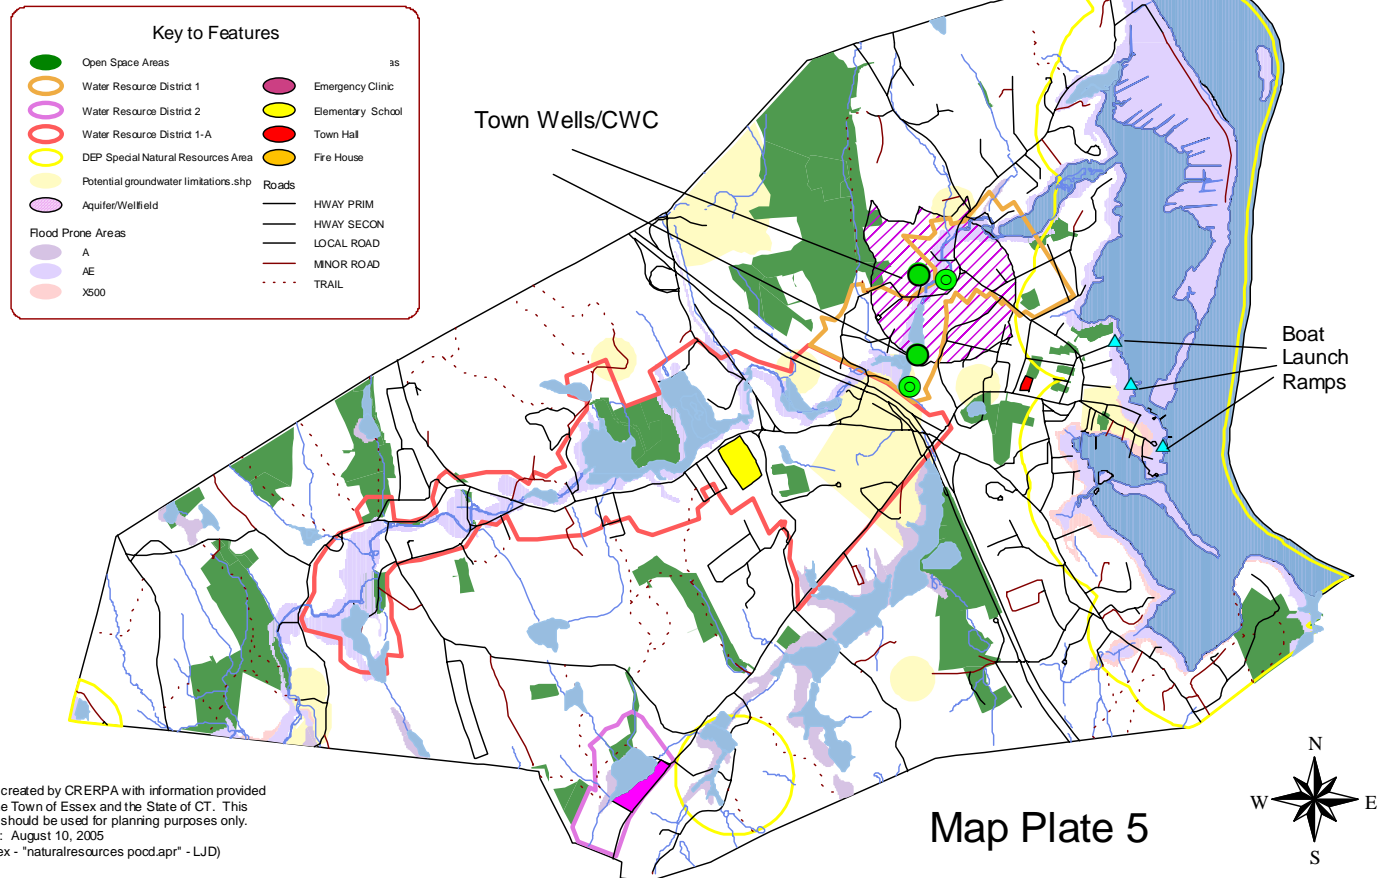 Key to Features
Open Space Areas
Water Resource District 1
Water Resource District 2
Water Resource District 1-A
DEP Special Natural Resources Area
Potential groundwater limitations.shp
Aquifer/Wellfield
Flood Prone Areas
A
AE
X500
as
Emergency Clinic
Elementary School
Town Hall
Fire House
Roads
HWAY PRIM
HWAY SECON
LOCAL ROAD
MINOR ROAD
TRAIL
Town Wells/CWC
Boat
Launch
Ramps
created by CRERPA with information provided
e Town of Essex and the State of CT. This
should be used for planning purposes only.
: August 10, 2005
ex - "naturalresources pocd.apr" - LJD)
Map Plate 5
N
W E
S